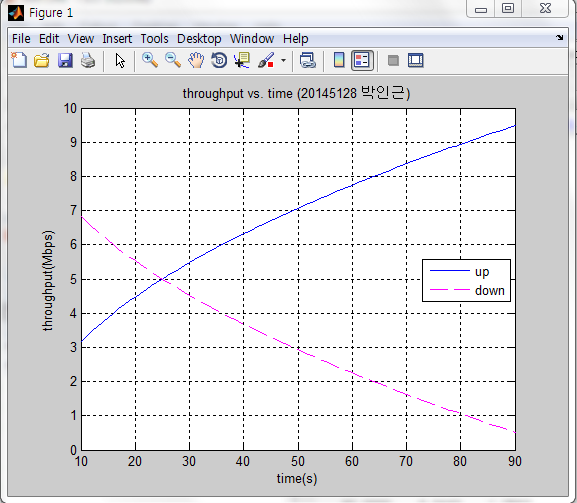 Figure 1
File Edit View Insert Tools Desktop Window Help
throughput vs. time (20145128 박인근)
10
9
8
7
6
5
4
3
2
1
0
throughput(Mbps)
up
down
10 20 30 40 50 60 70 80 90
time(s)